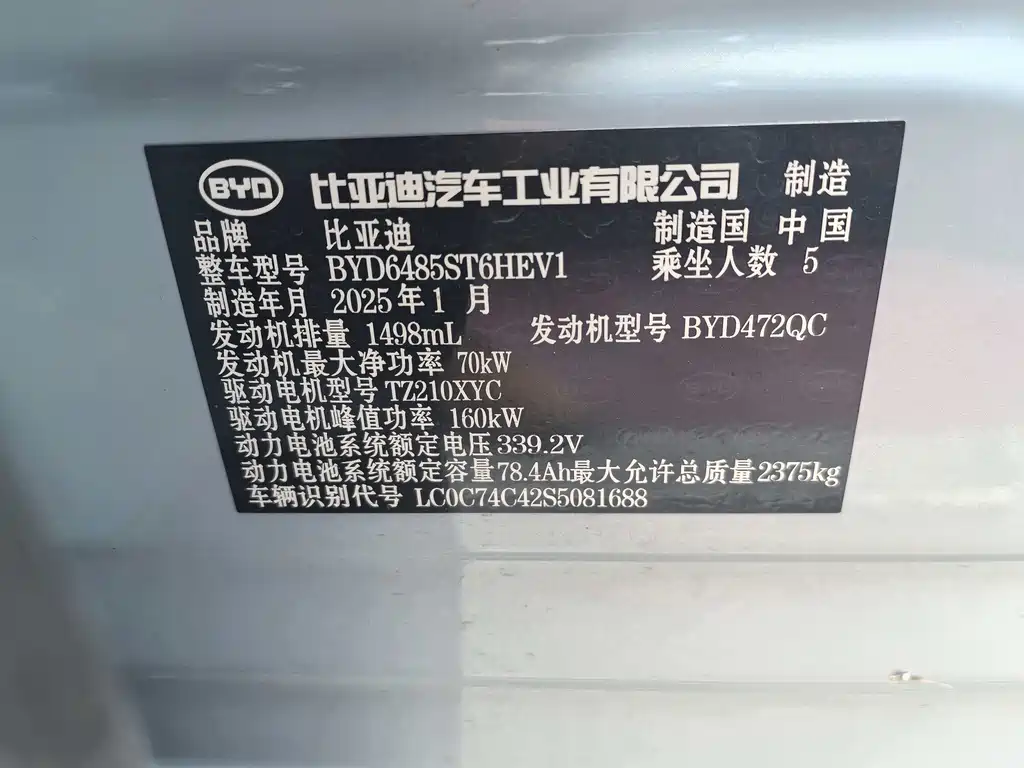 BYD 比亚迪汽车工业有限公司 制造
品牌 比亚迪 制造国 中国
整车型号 BYD6485ST6HEV1 乘坐人数 5
制造年月 2025年1月
发动机排量 1498mL 发动机型号 BYD472QC
发动机最大净功率 70kW
驱动电机型号 TZ210XYC
驱动电机峰值功率 160kW
动力电池系统额定电压 339.2V
动力电池系统额定容量 78.4Ah 最大允许总质量 2375kg
车辆识别代号 LC0C74C42S5081688